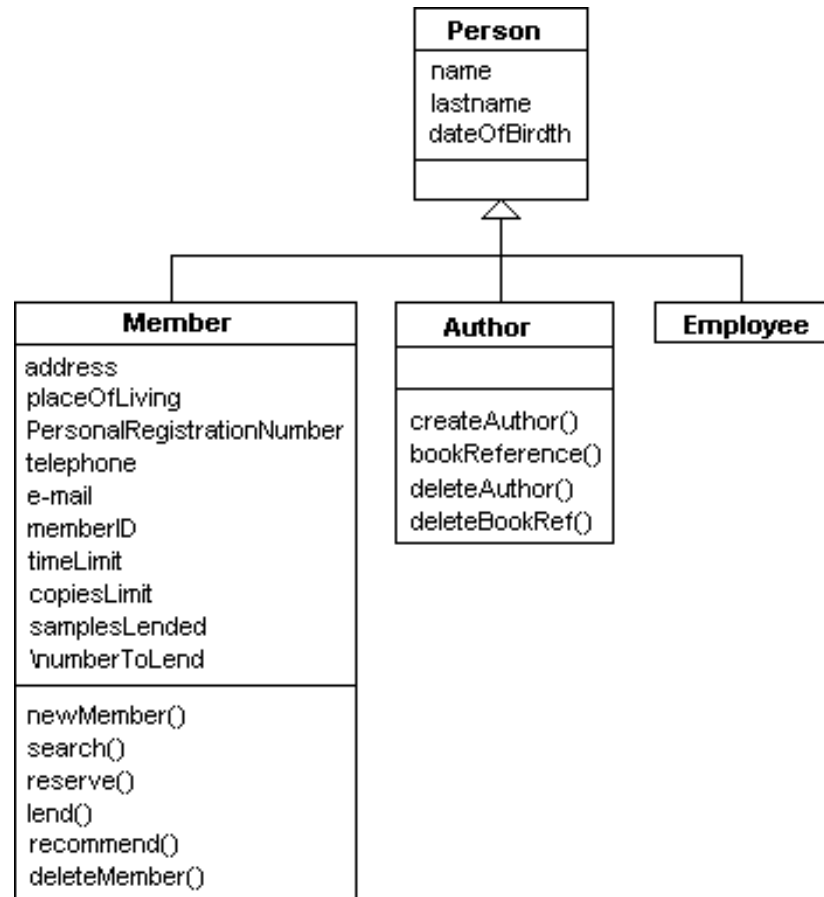 Person
name
lastname
dateOfBirdth
Member
address
placeOfLiving
PersonalRegistrationNumber
telephone
e-mail
memberID
timeLimit
copiesLimit
samplesLended
\numberToLend
newMember()
search()
reserve()
lend()
recommend()
deleteMember()
Author
createAuthor()
bookReference()
deleteAuthor()
deleteBookRef()
Employee